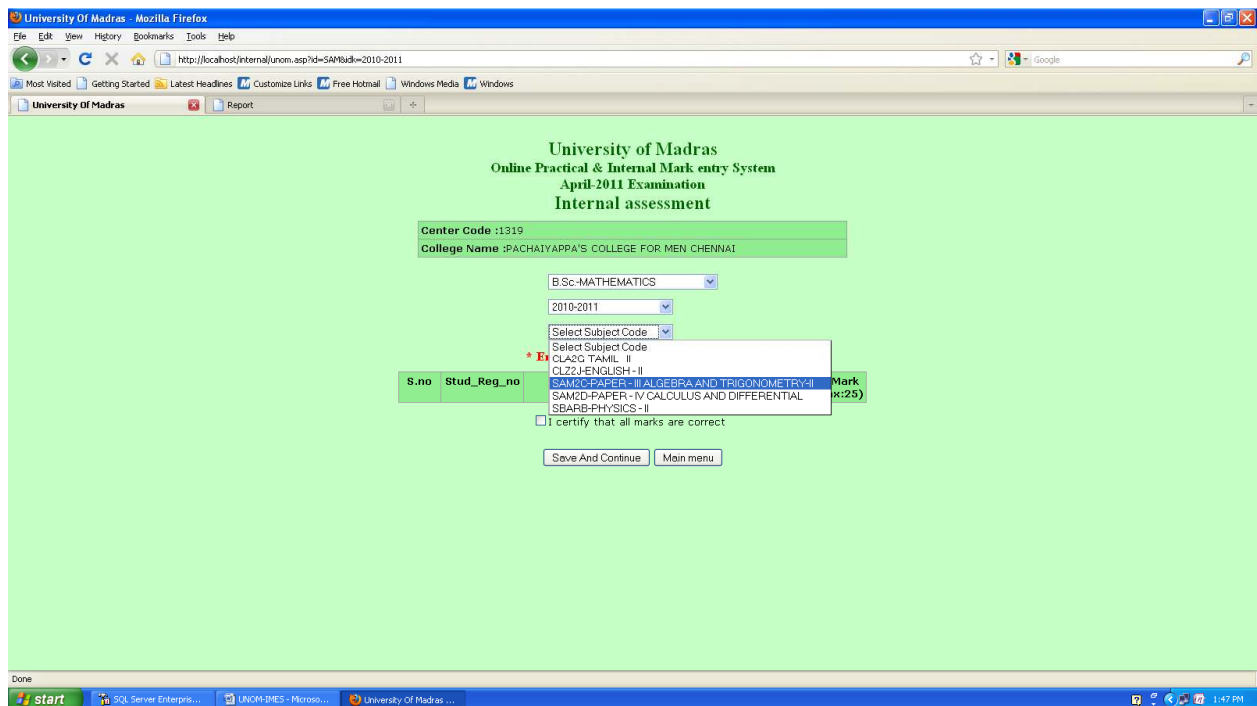 University Of Madras - Mozilla Firefox
File Edit View History Bookmarks Tools Help
http://localhost/internal/unom.asp?id=SAM&idk=2010-2011
Google
Most Visited Getting Started Latest Headlines Customize Links Free Hotmail Windows Media Windows
University Of Madras Report
University of Madras
Online Practical & Internal Mark entry System
April-2011 Examination
Internal assessment
Center Code :1319
College Name :PACHAIYAPPA'S COLLEGE FOR MEN CHENNAI
B.Sc.-MATHEMATICS
2010-2011
Select Subject Code
Select Subject Code
CLA2G TAMIL II
CLZ2J-ENGLISH - II
SAM2C-PAPER - III ALGEBRA AND TRIGONOMETRY-II
SAM2D-PAPER - IV CALCULUS AND DIFFERENTIAL
SBARB-PHYSICS - II
S.no Stud_Reg_no Mark
I certify that all marks are correct
Save And Continue Main menu
Done
start SQL Server Enterpris... UNOM-IMES - Microso... University Of Madras ... 1:47 PM